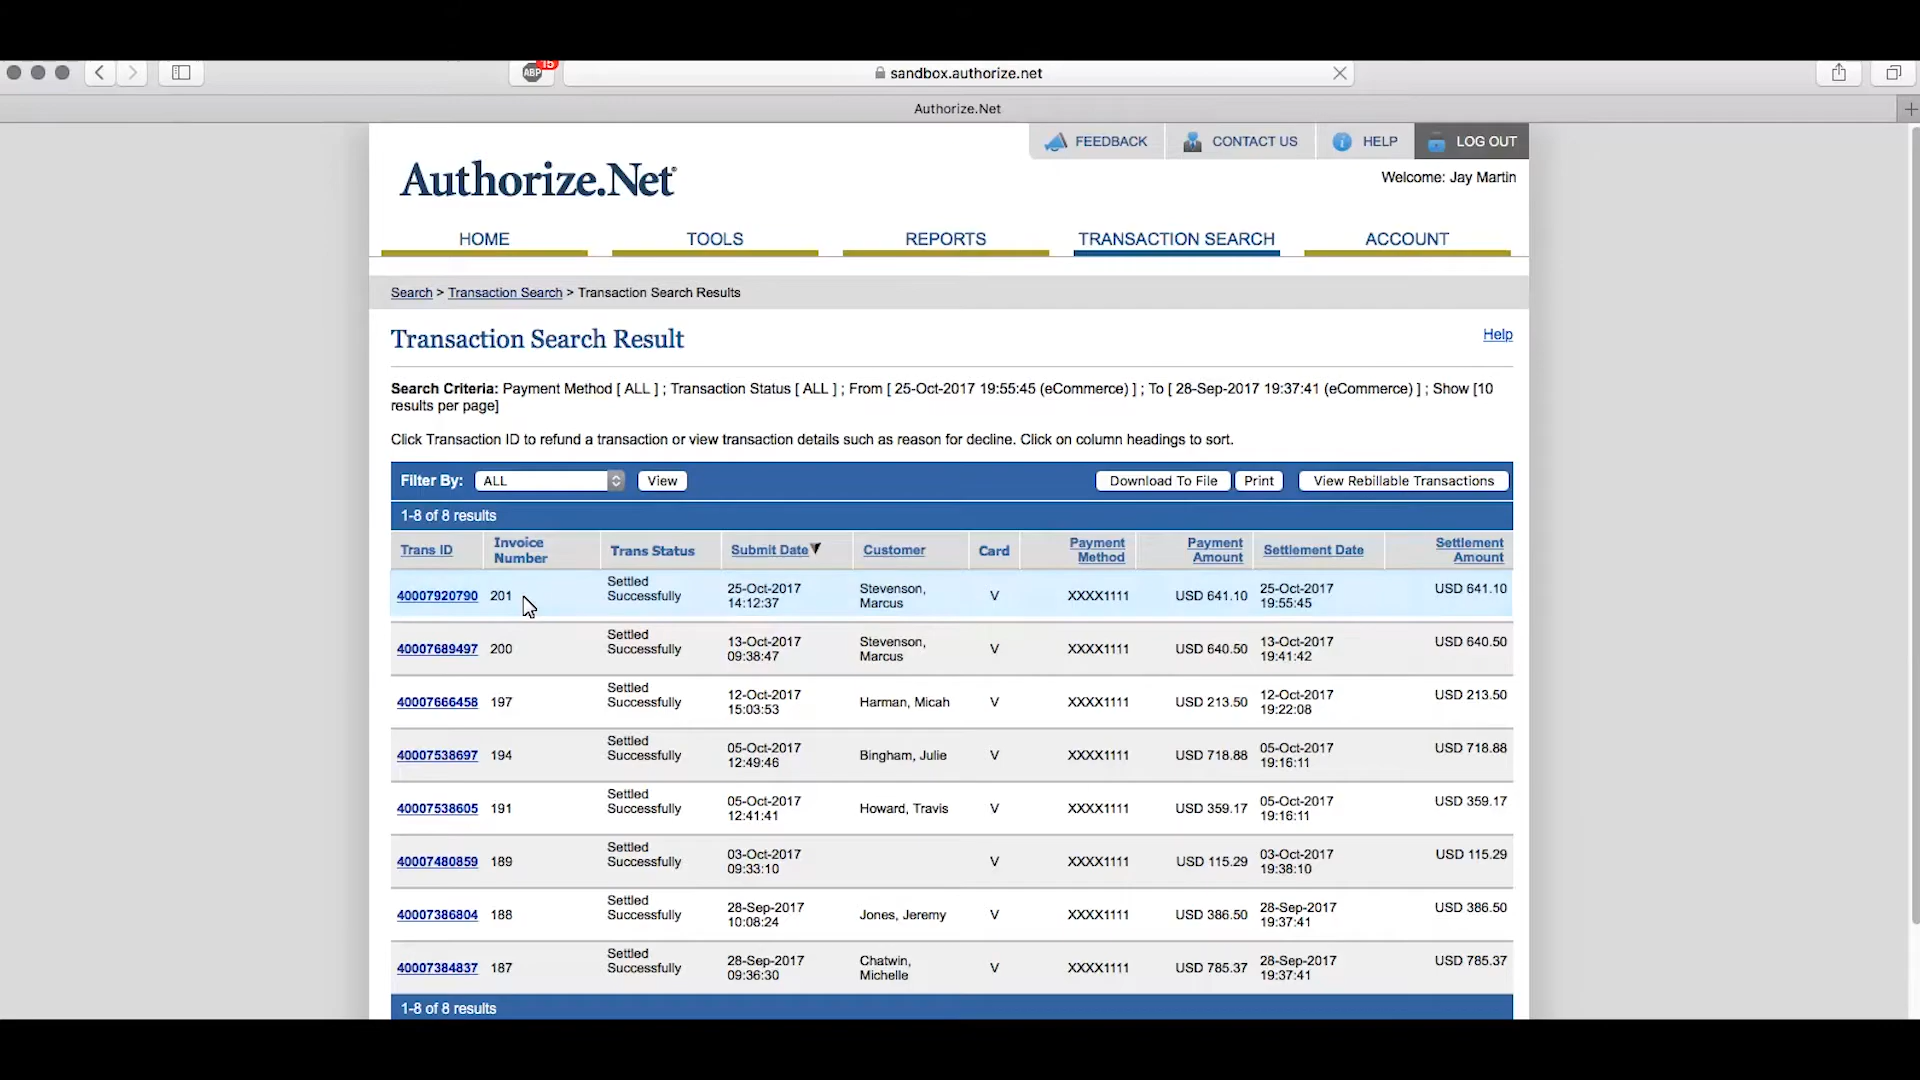 ABP
15
sandbox.authorize.net
Authorize.Net
FEEDBACK
CONTACT US
HELP
LOG OUT
Authorize.Net
Welcome: Jay Martin
HOME
TOOLS
REPORTS
TRANSACTION SEARCH
ACCOUNT
Search > Transaction Search > Transaction Search Results
Transaction Search Result
Help
Search Criteria: Payment Method [ ALL ] ; Transaction Status [ ALL ] ; From [ 25-Oct-2017 19:55:45 (eCommerce) ] ; To [ 28-Sep-2017 19:37:41 (eCommerce) ] ; Show [10
results per page]
Click Transaction ID to refund a transaction or view transaction details such as reason for decline. Click on column headings to sort.
Filter By: ALL View Download To File Print View Rebillable Transactions
1-8 of 8 results
Trans ID
Invoice
Number
Trans Status
Submit Date
Customer
Card
Payment
Method
Payment
Amount
Settlement Date
Settlement
Amount
40007920790
201
Settled
Successfully
25-Oct-2017
14:12:37
Stevenson,
Marcus
V
XXXX1111
USD 641.10
25-Oct-2017
19:55:45
USD 641.10
40007689497
200
Settled
Successfully
13-Oct-2017
09:38:47
Stevenson,
Marcus
V
XXXX1111
USD 640.50
13-Oct-2017
19:41:42
USD 640.50
40007666458
197
Settled
Successfully
12-Oct-2017
15:03:53
Harman, Micah
V
XXXX1111
USD 213.50
12-Oct-2017
19:22:08
USD 213.50
40007538697
194
Settled
Successfully
05-Oct-2017
12:49:46
Bingham, Julie
V
XXXX1111
USD 718.88
05-Oct-2017
19:16:11
USD 718.88
40007538605
191
Settled
Successfully
05-Oct-2017
12:41:41
Howard, Travis
V
XXXX1111
USD 359.17
05-Oct-2017
19:16:11
USD 359.17
40007480859
189
Settled
Successfully
03-Oct-2017
09:33:10
V
XXXX1111
USD 115.29
03-Oct-2017
19:38:10
USD 115.29
40007386804
188
Settled
Successfully
28-Sep-2017
10:08:24
Jones, Jeremy
V
XXXX1111
USD 386.50
28-Sep-2017
19:37:41
USD 386.50
40007384837
187
Settled
Successfully
28-Sep-2017
09:36:30
Chatwin,
Michelle
V
XXXX1111
USD 785.37
28-Sep-2017
19:37:41
USD 785.37
1-8 of 8 results